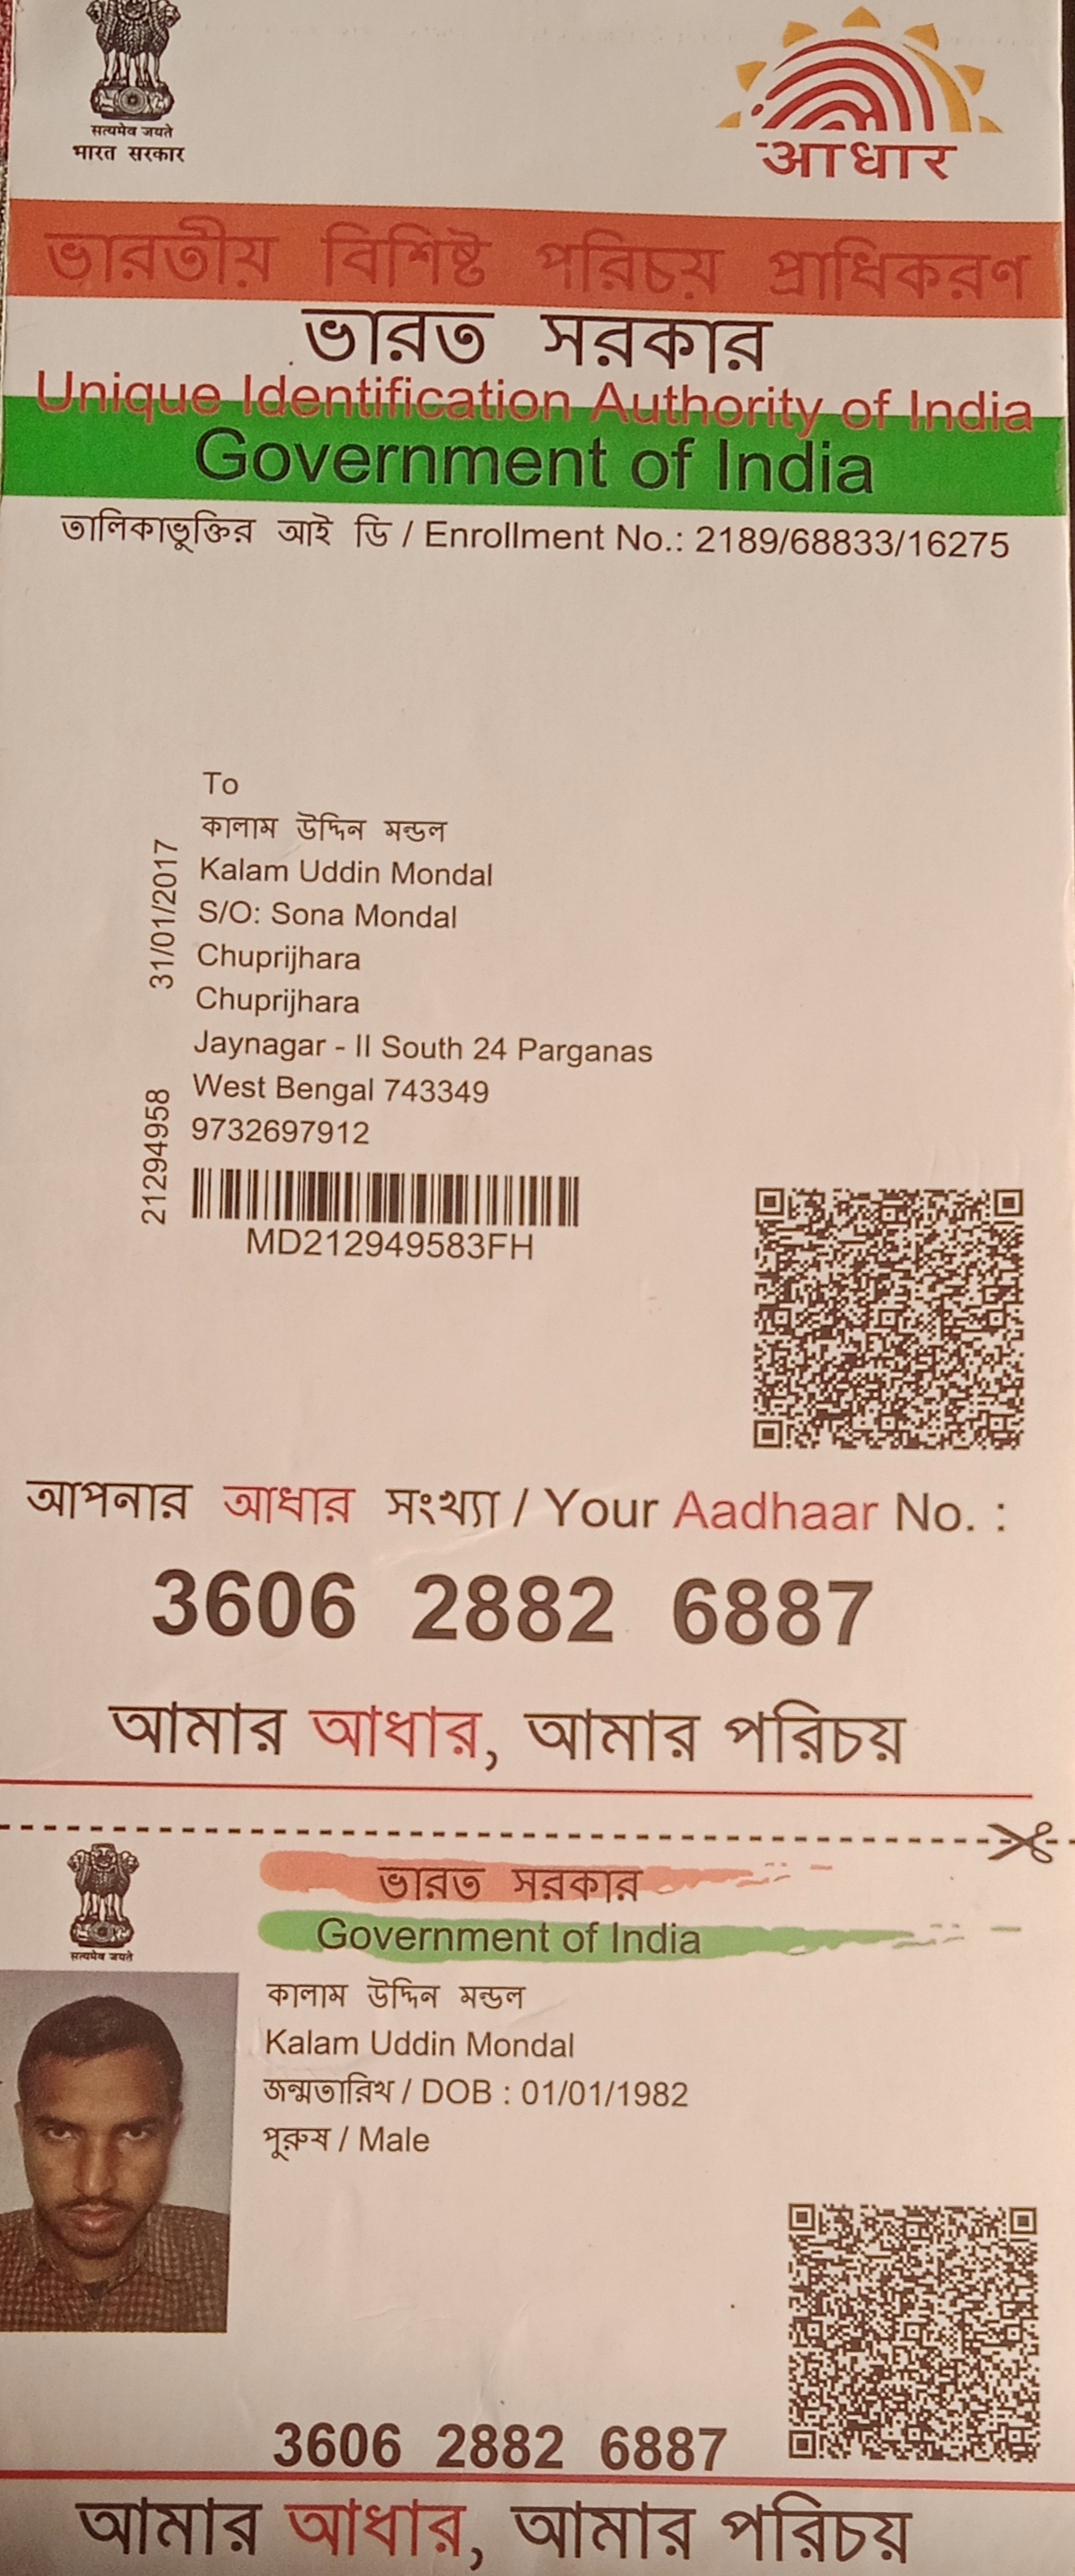 सत्यमेव जयते
भारत सरकार
आधार
ভারতীয় বিশিষ্ট পরিচয় প্রাধিকরণ
ভারত সরকার
Unique Identification Authority of India
Government of India
তালিকাভুক্তির আই ডি / Enrollment No.: 2189/68833/16275
To
কালাম উদ্দিন মন্ডল
Kalam Uddin Mondal
S/O: Sona Mondal
Chuprijhara
Chuprijhara
Jaynagar - II South 24 Parganas
West Bengal 743349
9732697912
31/01/2017
21294958
MD212949583FH
আপনার আধার সংখ্যা / Your Aadhaar No. :
3606 2882 6887
আমার আধার, আমার পরিচয়
सत्यमेव जयते
ভারত সরকার
Government of India
কালাম উদ্দিন মন্ডল
Kalam Uddin Mondal
জন্মতারিখ / DOB : 01/01/1982
পুরুষ / Male
3606 2882 6887
আমার আধার, আমার পরিচয়